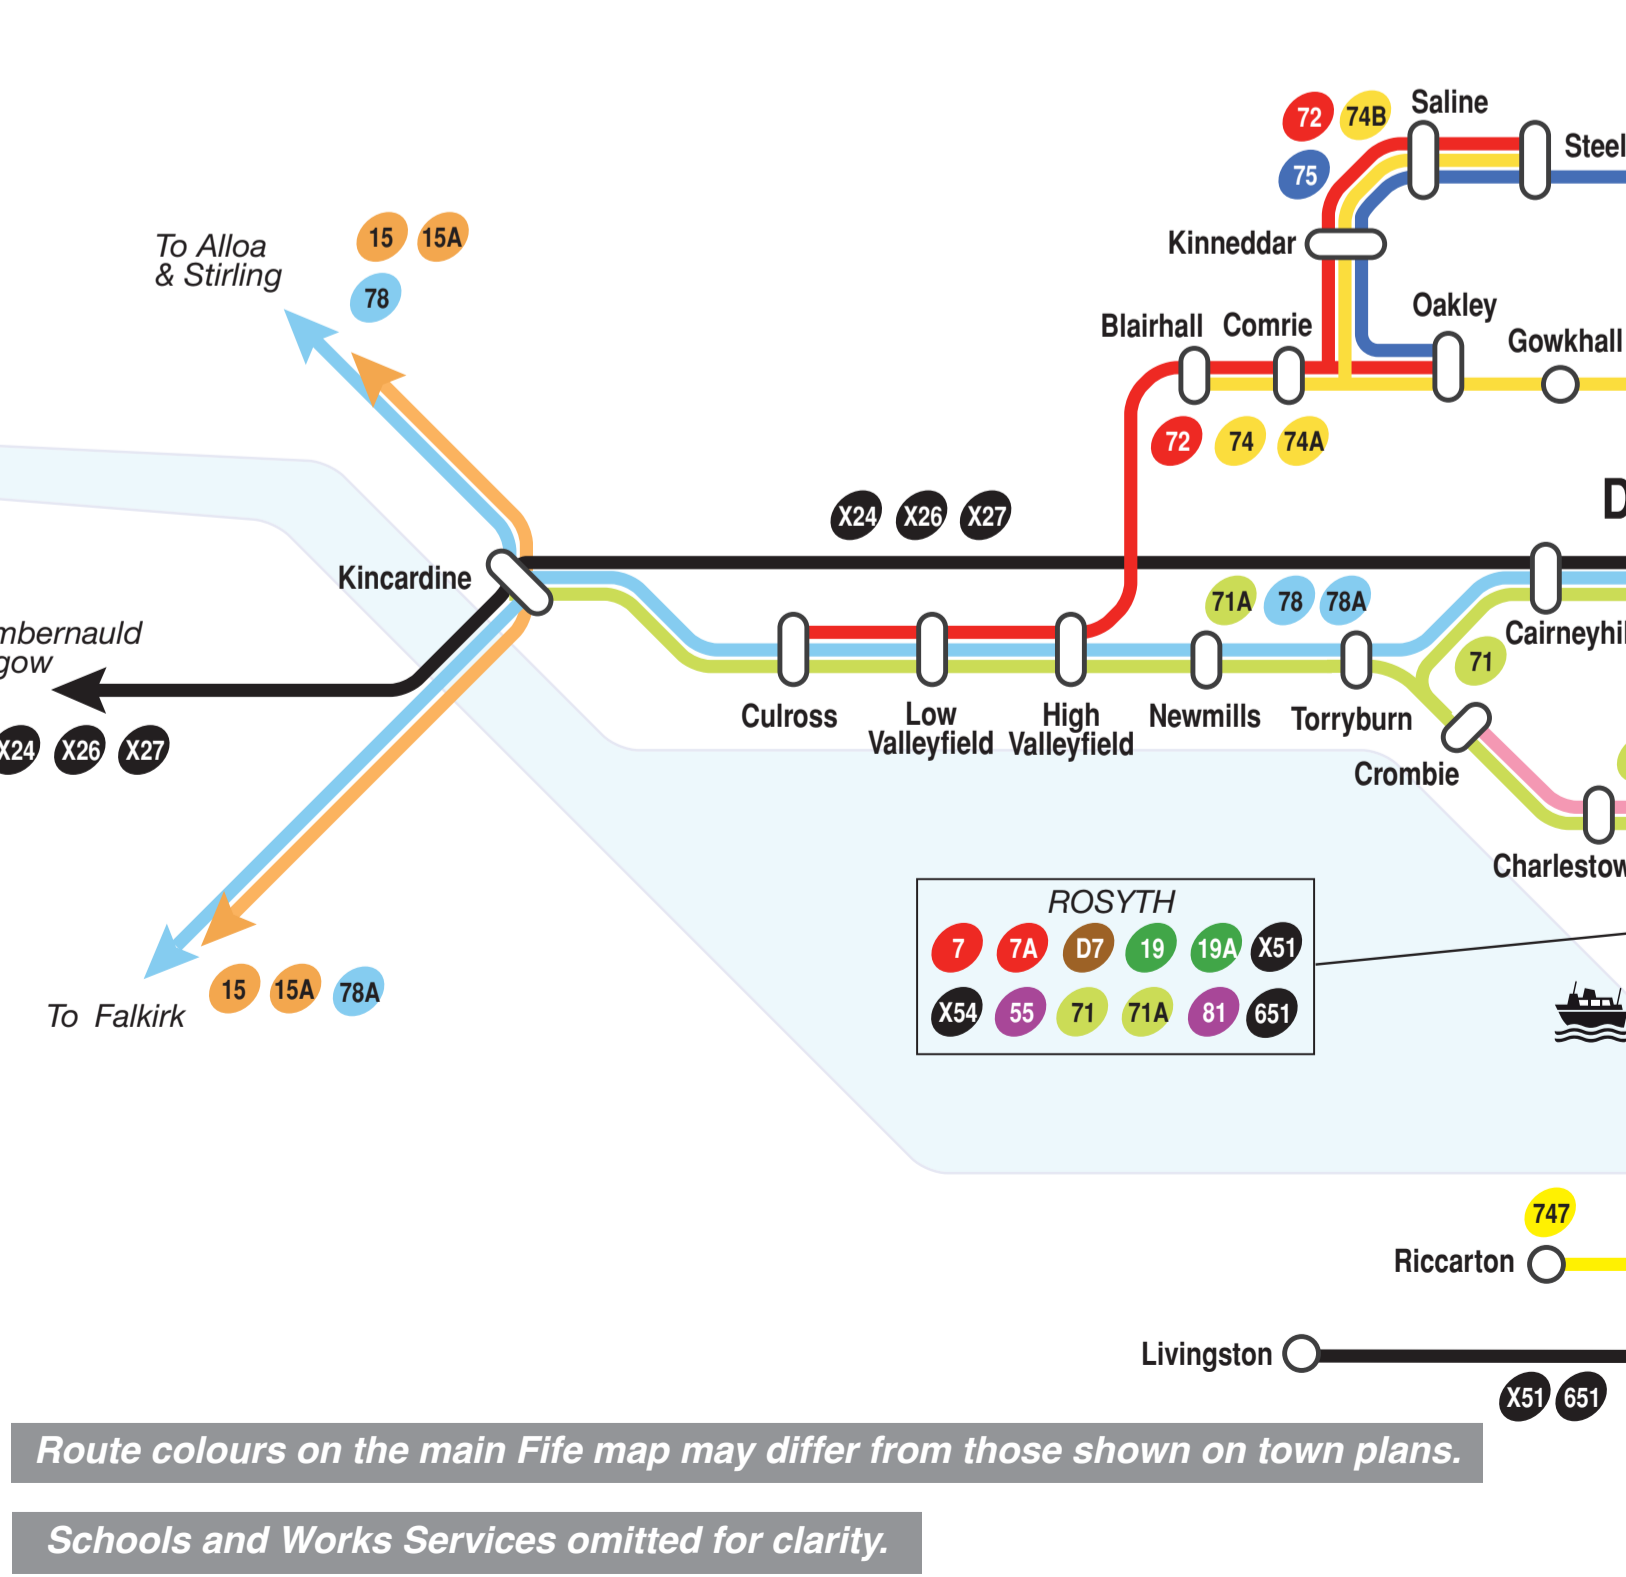 72 74B Saline
75
Steel
Kinneddar
To Alloa
& Stirling
15 15A
78
Oakley
Blairhall Comrie
Gowkhall
72 74 74A
D
X24 X26 X27
Kincardine
71A 78 78A
mbernauld
gow
Cairneyhil
71
X24 X26 X27
Culross
Low
Valleyfield
High
Valleyfield
Newmills
Torryburn
Crombie
Charlestow
ROSYTH
7 7A D7 19 19A X51
X54 55 71 71A 81 651
15 15A 78A
To Falkirk
747
Riccarton
Livingston
X51 651
Route colours on the main Fife map may differ from those shown on town plans.
Schools and Works Services omitted for clarity.